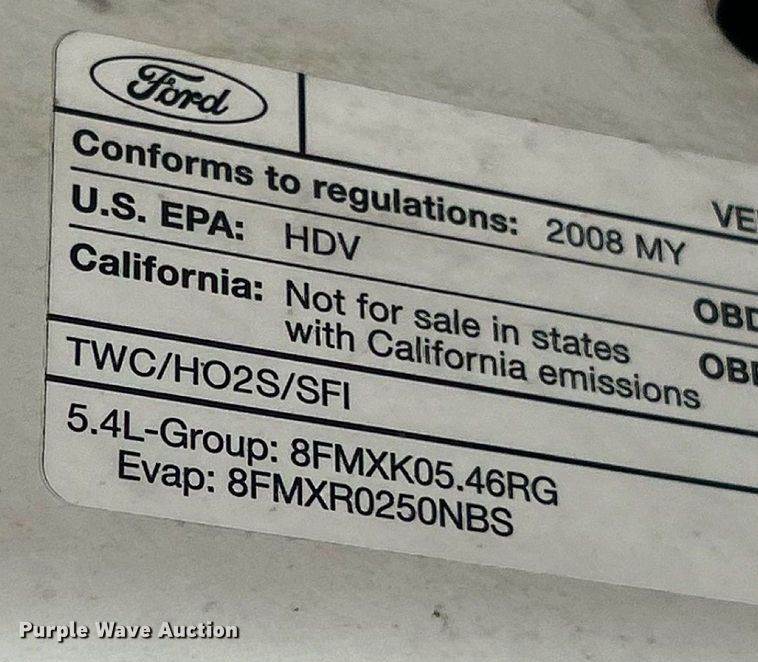 Ford
Conforms to regulations: 2008 MY
U.S. EPA: HDV
California: Not for sale in states
with California emissions
TWC/HO2S/SFI
5.4L-Group: 8FMXK05.46RG
Evap: 8FMXR0250NBS
Purple Wave Auction